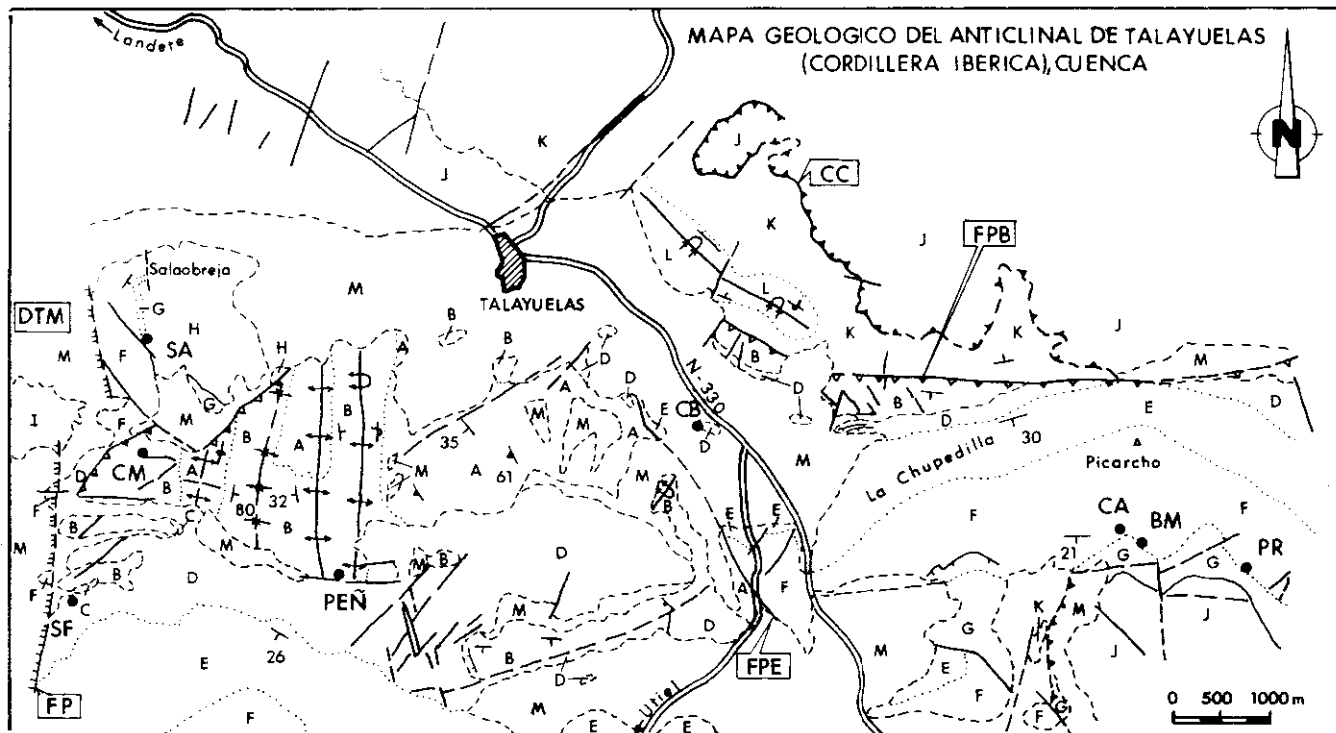 MAPA GEOLOGICO DEL ANTICLINAL DE TALAYUELAS
(CORDILLERA IBERICA), CUENCA
N
Landete
K
J
J
CC
K
J
FPB
L
L
K
K
J
M
Salaobreja
M
TALAYUELAS
DTM
G
H
SA
F
M
H
A
B
B
B
D
B
D
E
D
N-330
CB
D
M
La Chupedilla
30
Picarcho
I
F
M
G
B
A
B
35
M
A
61
M
M
A
M
E
CM
D
B
A
80
32
B
C
B
E
E
F
F
CA
BM
PR
21
G
G
F
M
B
M
D
PEÑ
M
B
D
A
F
K
M
J
J
F
B
C
SF
E
26
F
FP
M
B
D
M
D
FPE
Utiel
E
E
M
G
E
F
F
G
0 500 1000 m